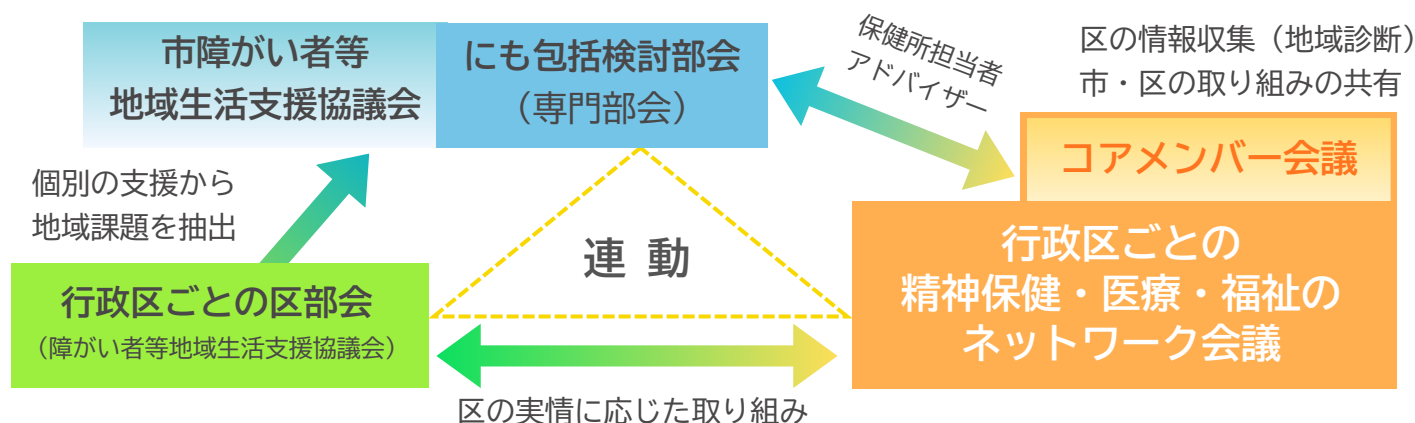 市障がい者等
地域生活支援協議会
にも包括検討部会
（専門部会）
保健所担当者
アドバイザー
区の情報収集（地域診断）
市・区の取り組みの共有
コアメンバー会議
個別の支援から
地域課題を抽出
連動
行政区ごとの
精神保健・医療・福祉の
ネットワーク会議
行政区ごとの区部会
（障がい者等地域生活支援協議会）
区の実情に応じた取り組み